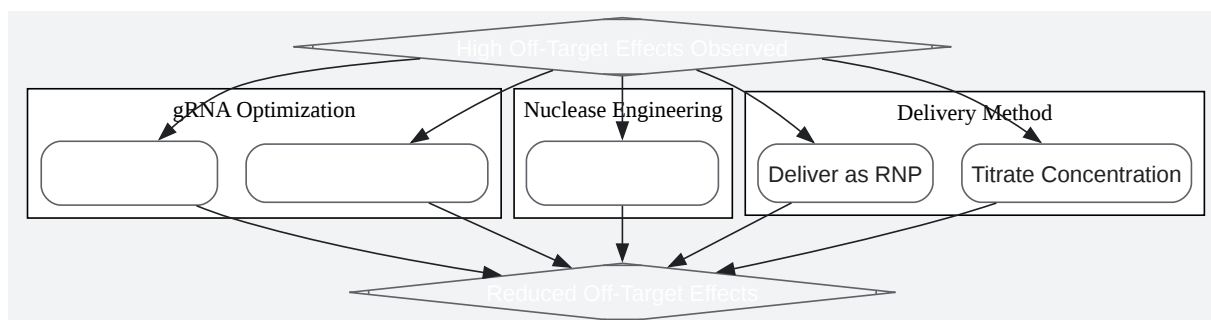 High Off-Target Effects Observed
gRNA Optimization
Nuclease Engineering
Delivery Method
Deliver as RNP
Titrate Concentration
Reduced Off-Target Effects